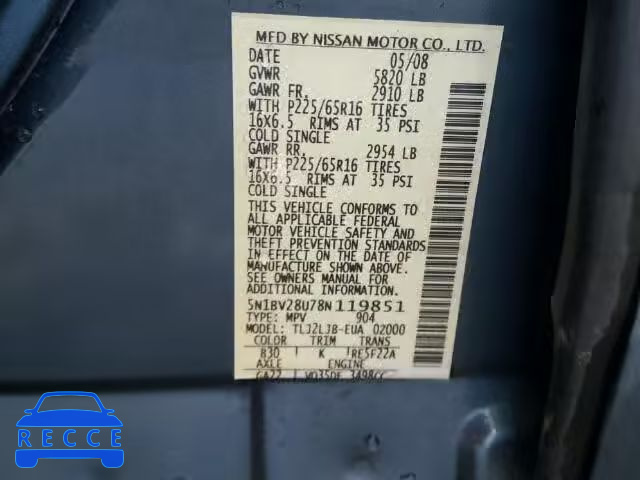 MFD BY NISSAN MOTOR CO., LTD.
DATE 05/08
GVWR 5820 LB
GAWR FR. 2910 LB
WITH P225/65R16 TIRES
16X6.5 RIMS AT 35 PSI
COLD SINGLE
GAWR RR. 2954 LB
WITH P225/65R16 TIRES
16X6.5 RIMS AT 35 PSI
COLD SINGLE
THIS VEHICLE CONFORMS TO
ALL APPLICABLE FEDERAL
MOTOR VEHICLE SAFETY AND
THEFT PREVENTION STANDARDS
IN EFFECT ON THE DATE OF
MANUFACTURE SHOWN ABOVE.
SEE OWNERS MANUAL FOR
ADDITIONAL INFORMATION.
5N1BV28U78N119851
TYPE: MPV 904
MODEL: TLJ2LJB-EUA 02000
COLOR TRIM TRANS
B30 K RE5F22A
AXLE ENGINE
GA22 VQ35DE 3498CC
RECCE